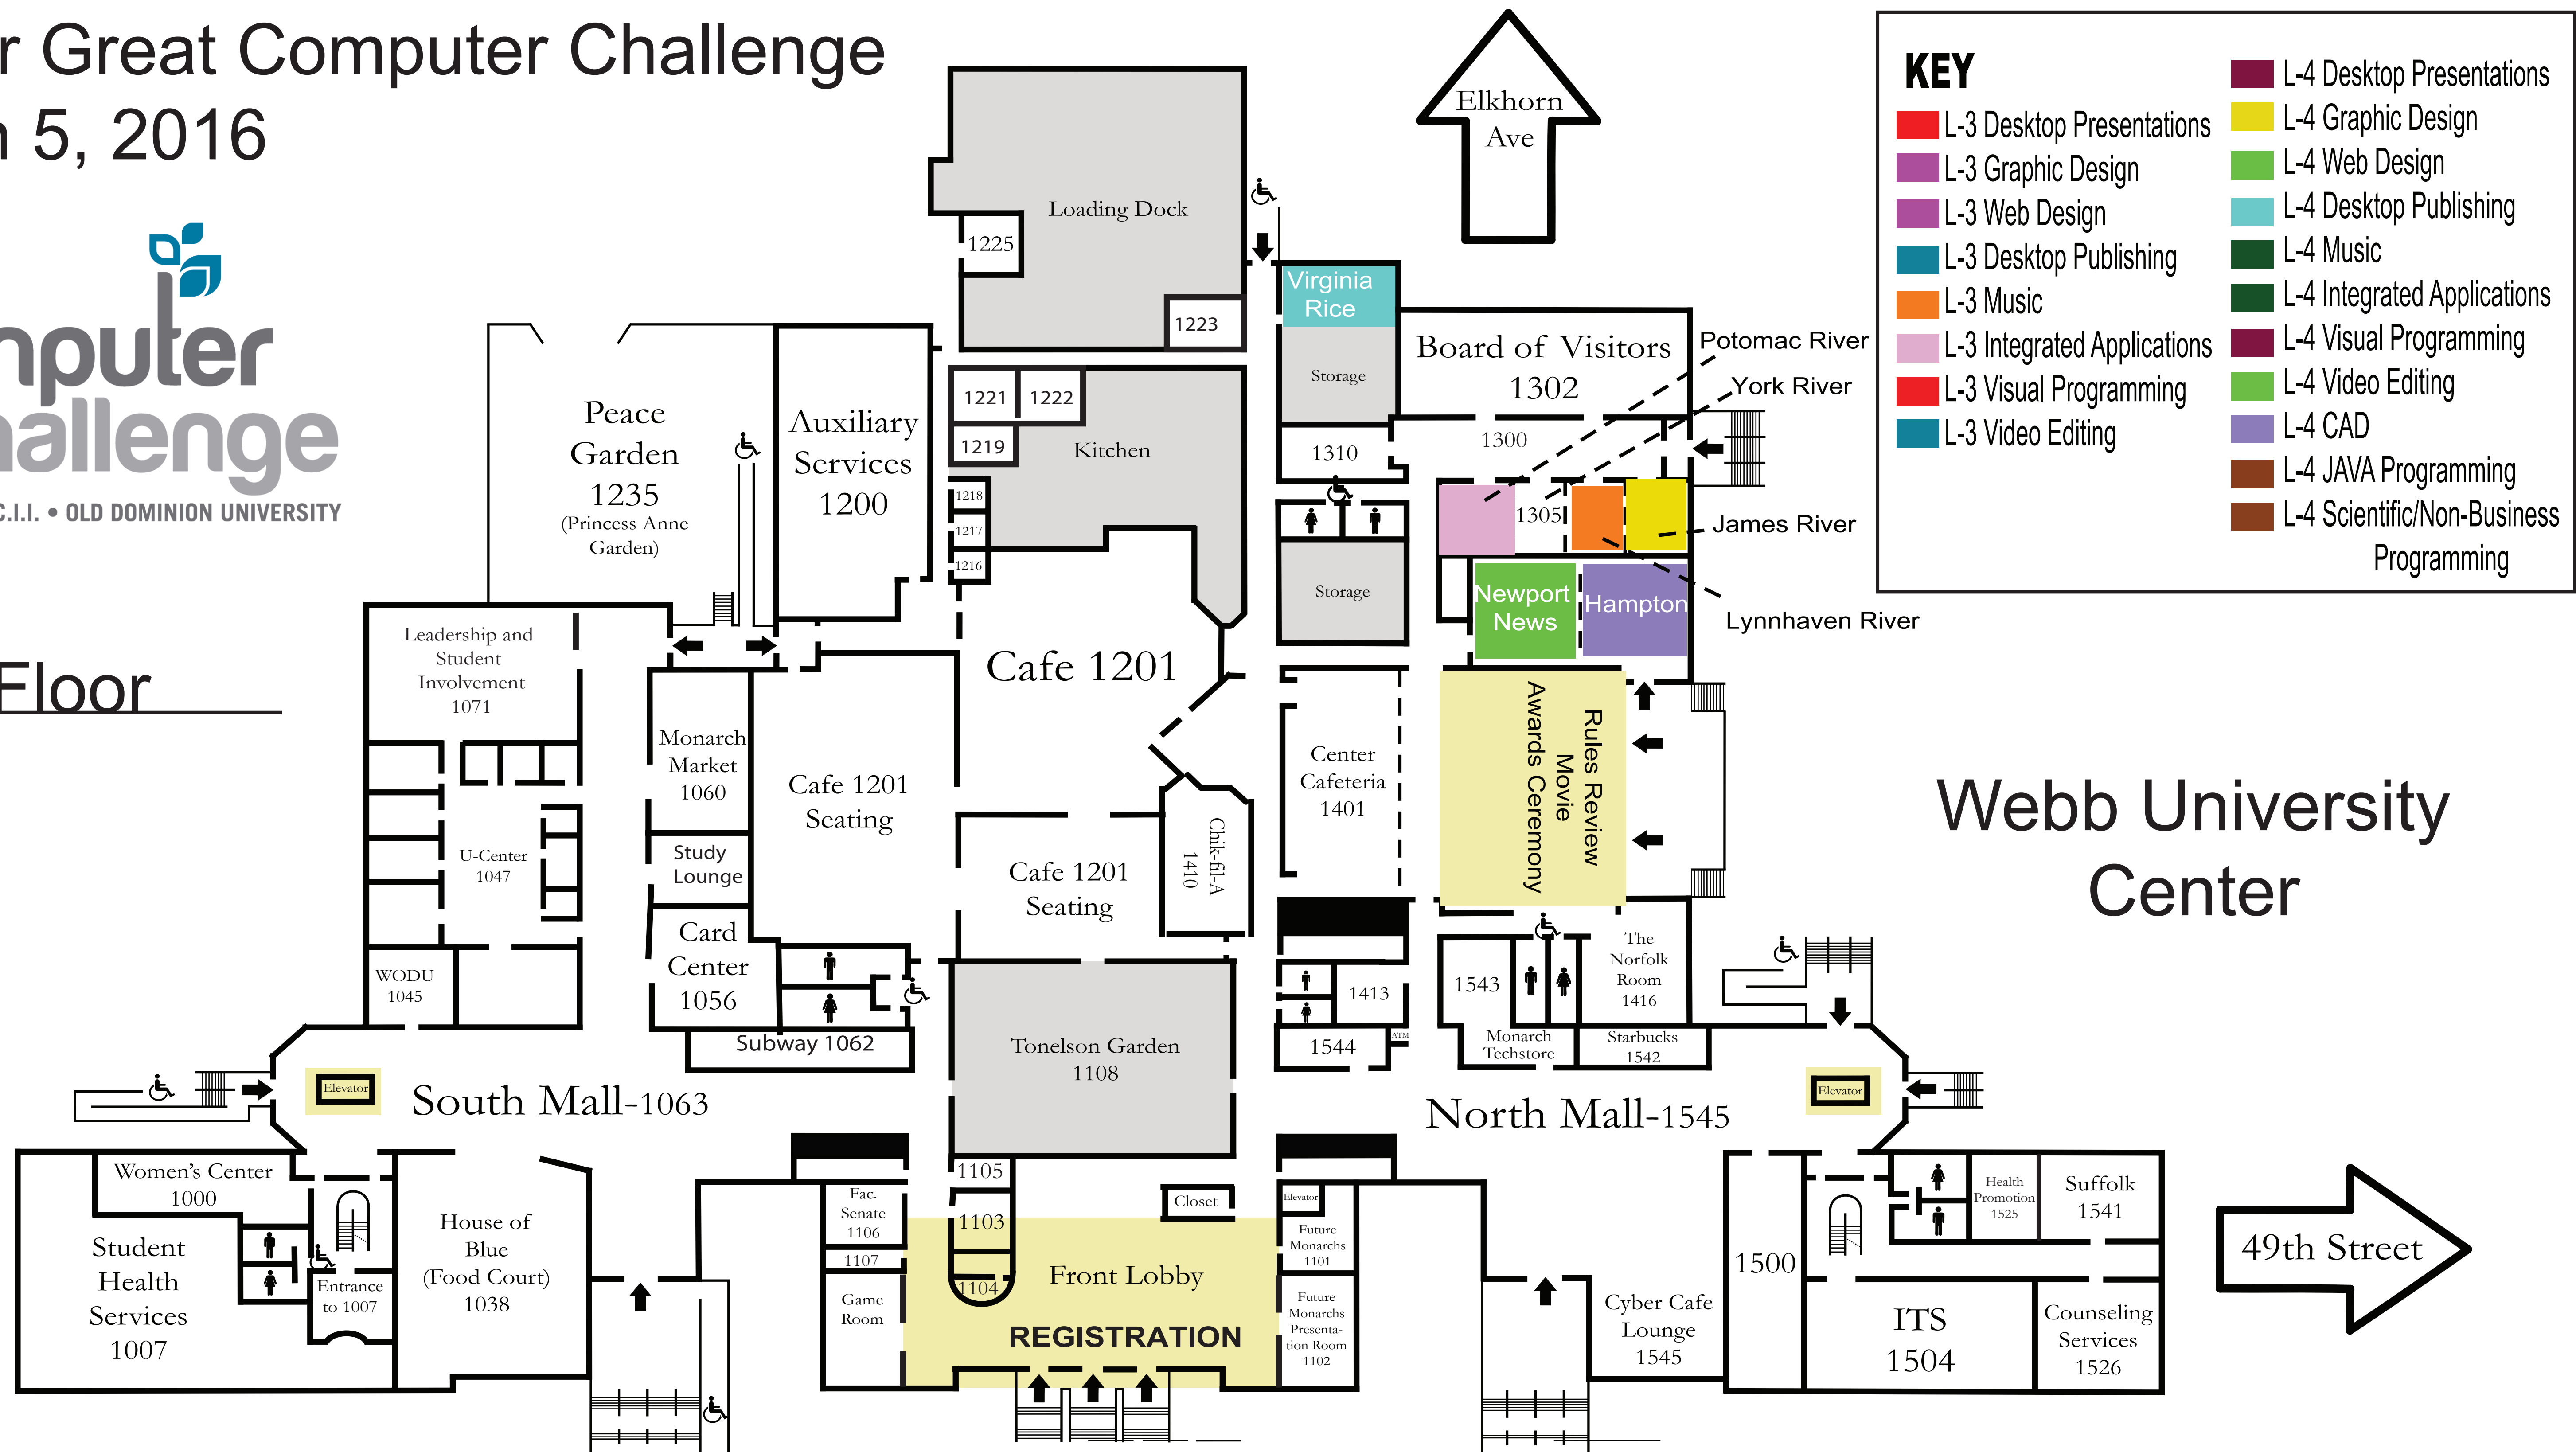 r Great Computer Challenge
5, 2016
mputer
hallenge
C.I.I. • OLD DOMINION UNIVERSITY
Floor
Elkhorn
Ave
KEY
L-3 Desktop Presentations
L-3 Graphic Design
L-3 Web Design
L-3 Desktop Publishing
L-3 Music
L-3 Integrated Applications
L-3 Visual Programming
L-3 Video Editing
L-4 Desktop Presentations
L-4 Graphic Design
L-4 Web Design
L-4 Desktop Publishing
L-4 Music
L-4 Integrated Applications
L-4 Visual Programming
L-4 Video Editing
L-4 CAD
L-4 JAVA Programming
L-4 Scientific/Non-Business
Programming
Loading Dock
1225
1223
Virginia
Rice
Storage
Board of Visitors
1302
Potomac River
York River
James River
Lynnhaven River
Peace
Garden
1235
(Princess Anne
Garden)
Auxiliary
Services
1200
1221
1222
1219
Kitchen
1218
1217
1216
1310
1300
1305
Storage
Newport
News
Hampton
Leadership and
Student
Involvement
1071
Cafe 1201
Monarch
Market
1060
Cafe 1201
Seating
Center
Cafeteria
1401
Rules Review
Movie
Awards Ceremony
Webb University
Center
U-Center
1047
Study
Lounge
Cafe 1201
Seating
Chik-fil-A
1410
Card
Center
1056
WODU
1045
Subway 1062
Tonelson Garden
1108
1413
1544
ATM
1543
The
Norfolk
Room
1416
Monarch
Techstore
Starbucks
1542
Elevator
South Mall-1063
North Mall-1545
Elevator
Women's Center
1000
Student
Health
Services
1007
Entrance
to 1007
House of
Blue
(Food Court)
1038
Fac.
Senate
1106
1107
Game
Room
1105
1103
1104
Closet
Front Lobby
REGISTRATION
Elevator
Future
Monarchs
1101
Future
Monarchs
Presenta-
tion Room
1102
Cyber Cafe
Lounge
1545
1500
Health
Promotion
1525
Suffolk
1541
ITS
1504
Counseling
Services
1526
49th Street